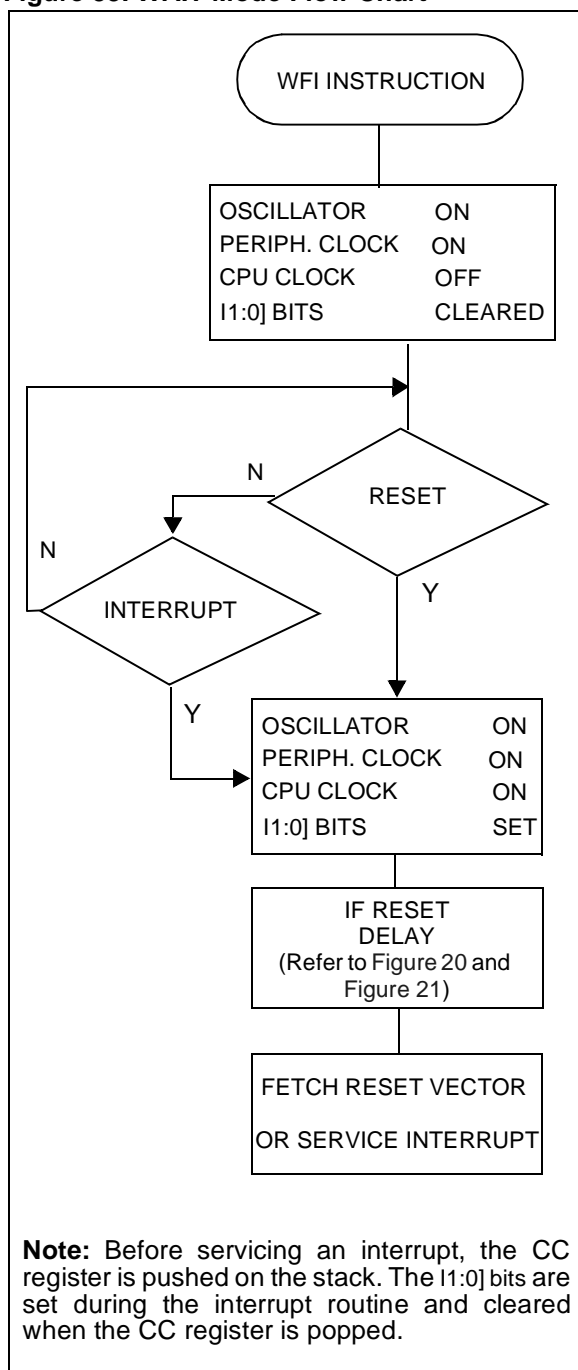 WFI INSTRUCTION
OSCILLATOR ON
PERIPH. CLOCK ON
CPU CLOCK OFF
I1:0] BITS CLEARED
N
RESET
N
INTERRUPT
Y
Y
OSCILLATOR ON
PERIPH. CLOCK ON
CPU CLOCK ON
I1:0] BITS SET
IF RESET
DELAY
(Refer to Figure 20 and
Figure 21)
FETCH RESET VECTOR
OR SERVICE INTERRUPT
Note: Before servicing an interrupt, the CC
register is pushed on the stack. The I1:0] bits are
set during the interrupt routine and cleared
when the CC register is popped.